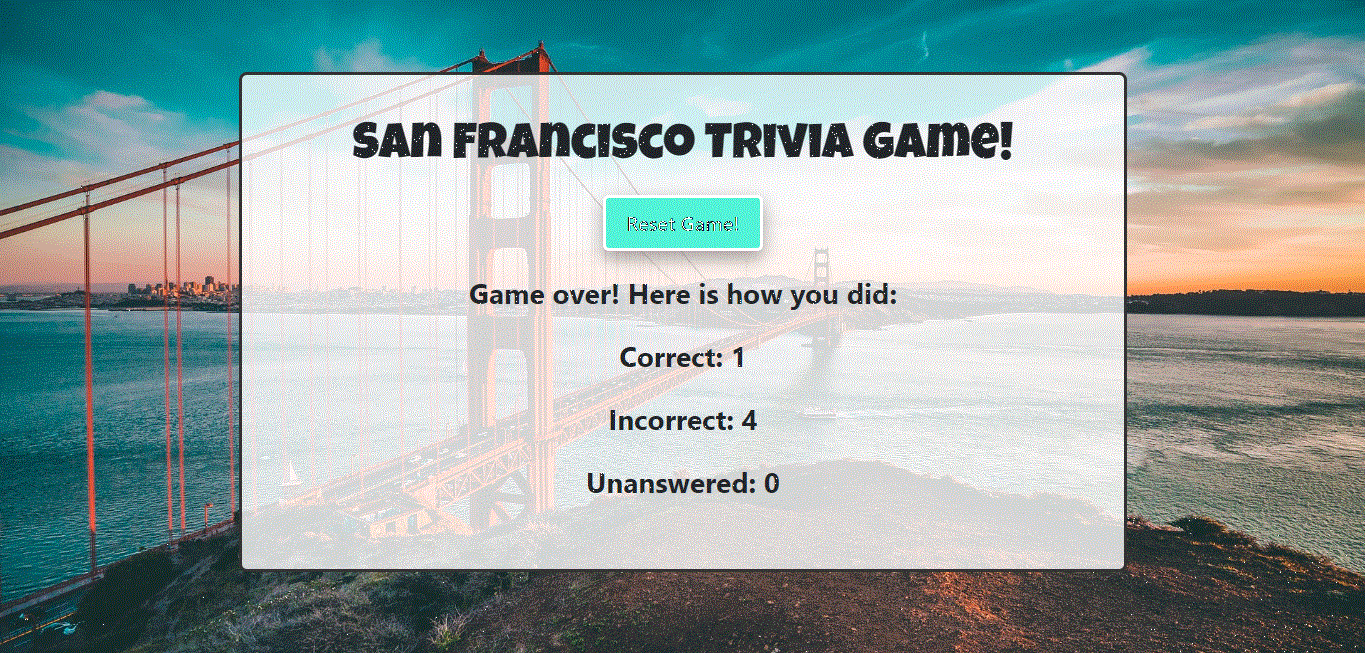 San Francisco Trivia Game!
Reset Game!
Game over! Here is how you did:
Correct: 1
Incorrect: 4
Unanswered: 0